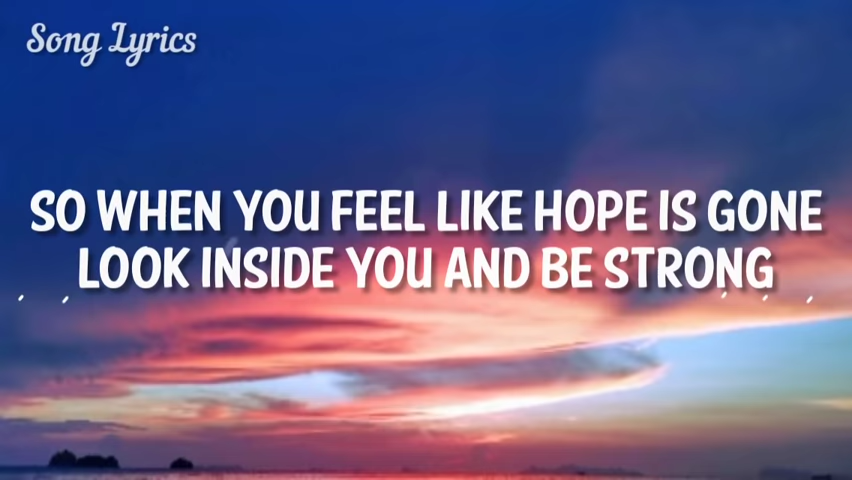 Song Lyrics
SO WHEN YOU FEEL LIKE HOPE IS GONE
LOOK INSIDE YOU AND BE STRONG